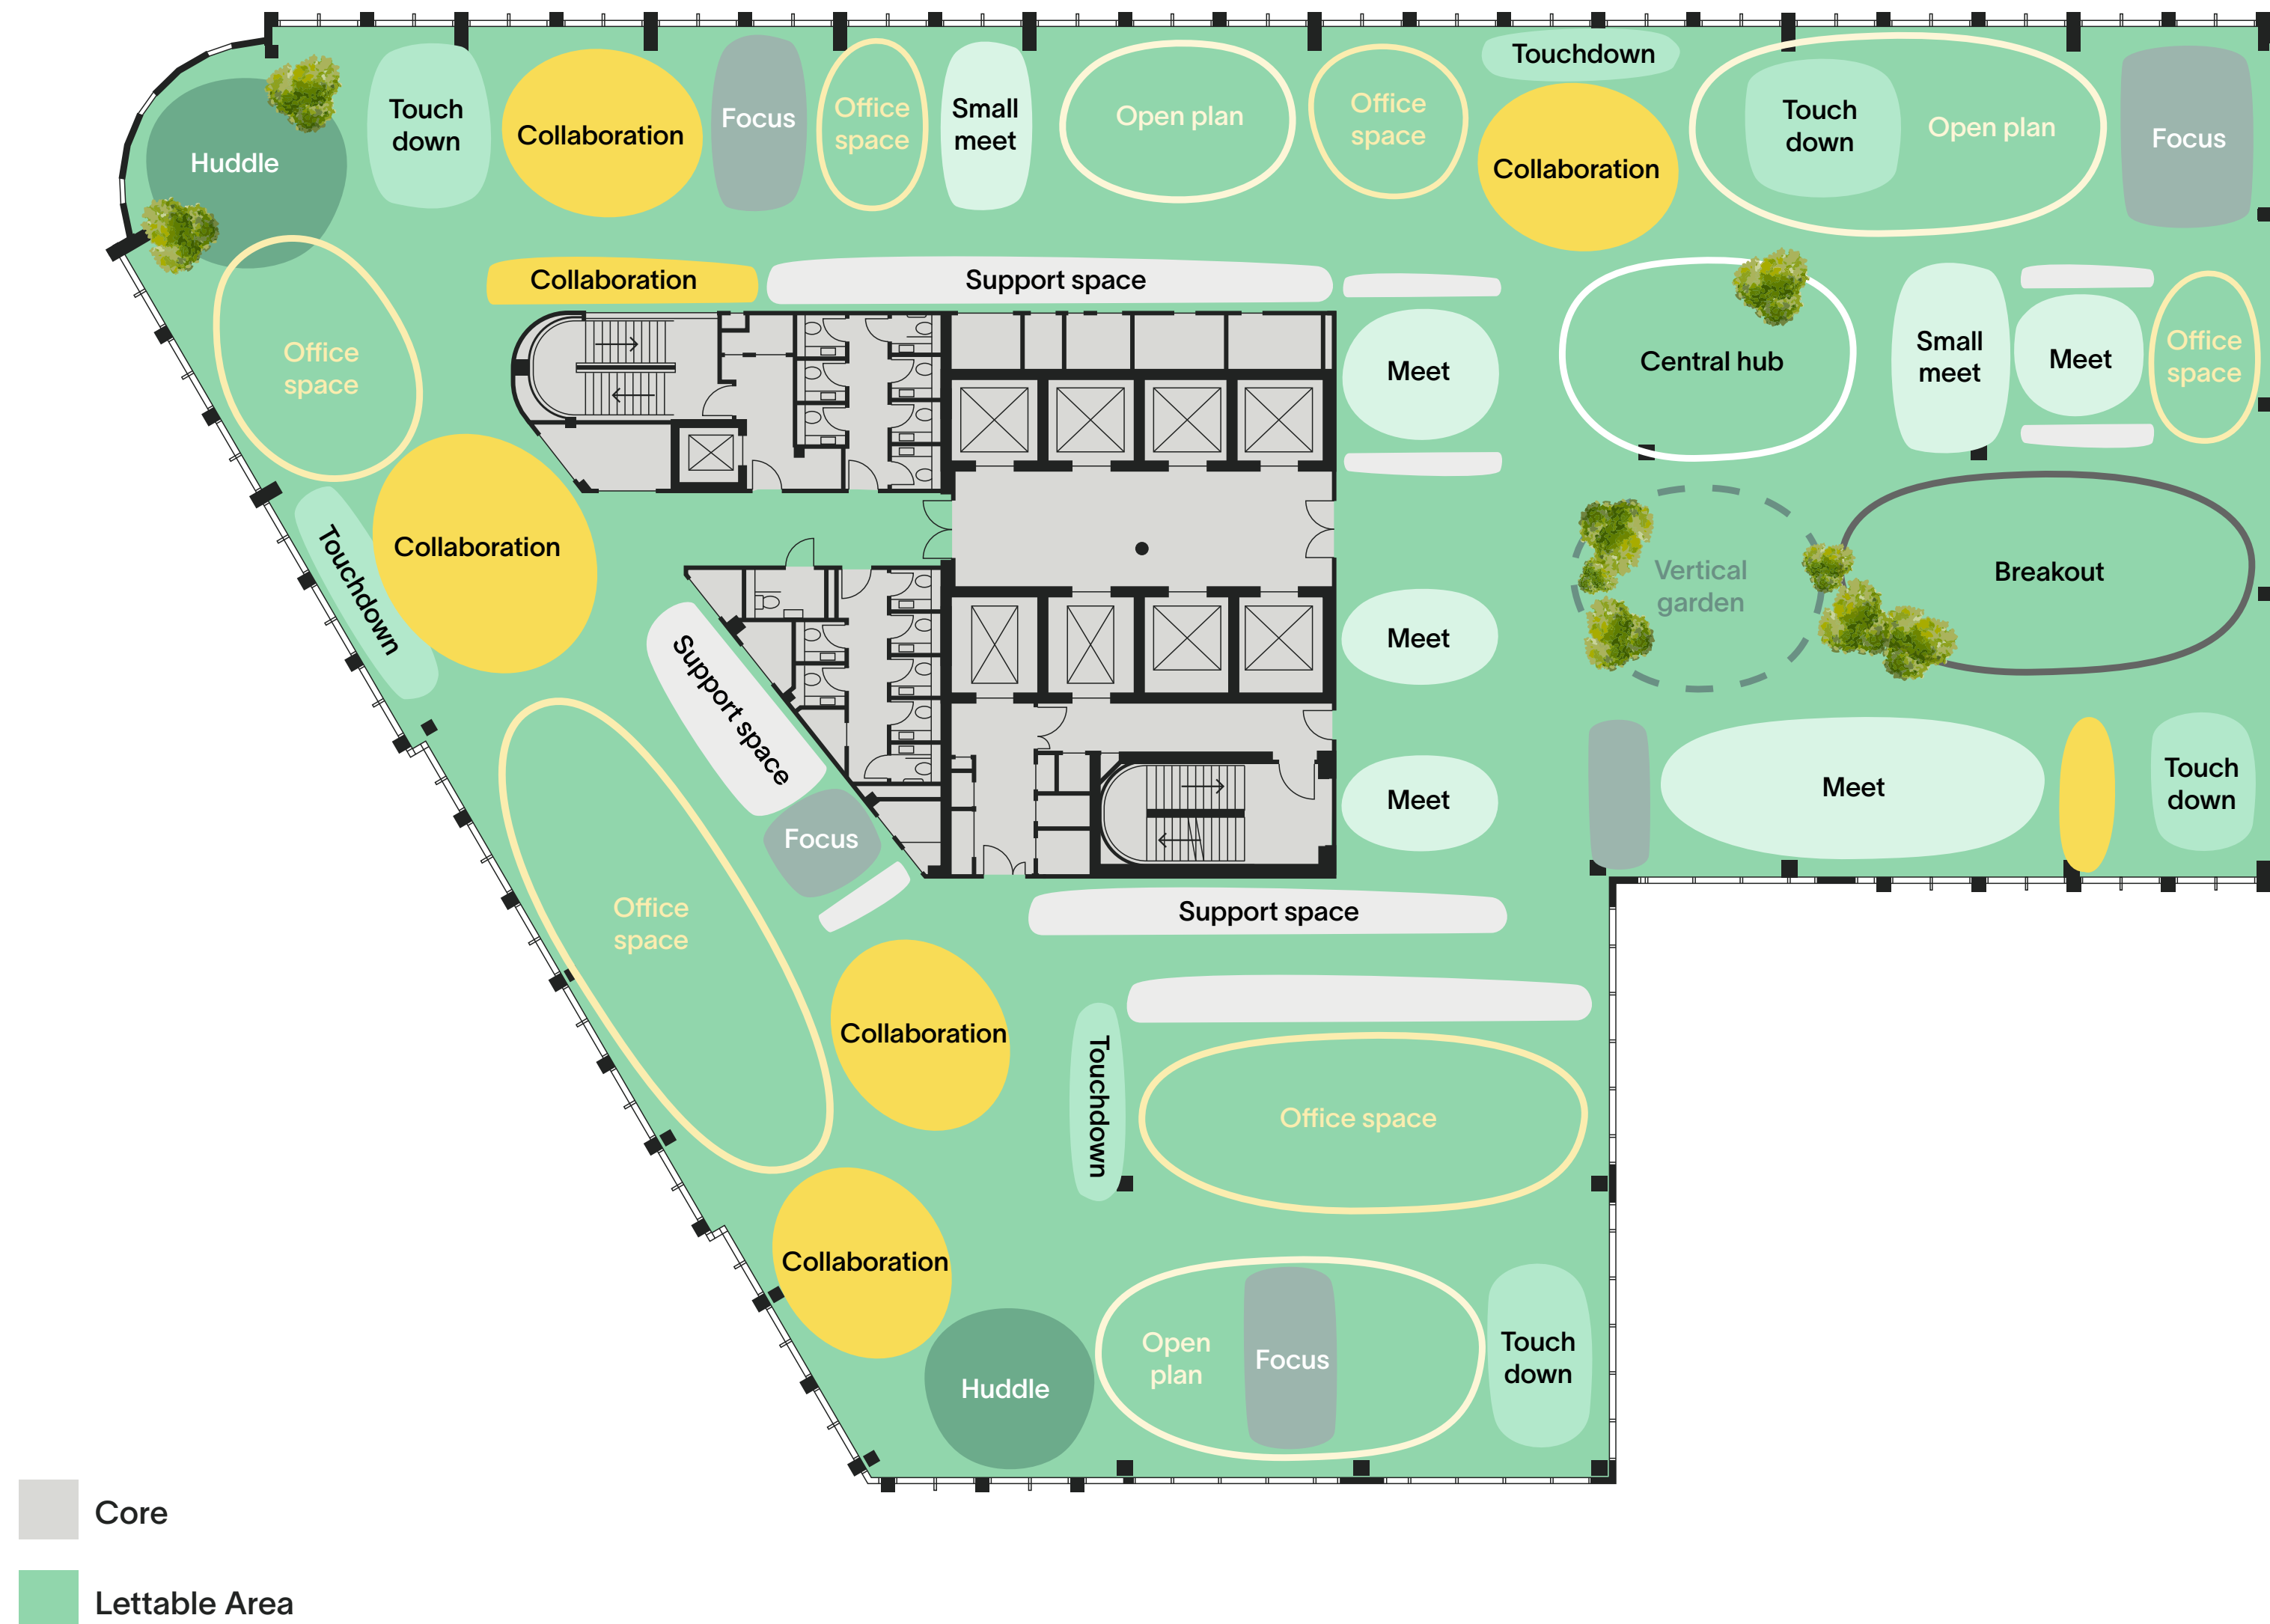 Touchdown
Touch
down
Collaboration
Focus
Office
space
Small
meet
Open plan
Office
space
Collaboration
Touch
down
Open plan
Focus
Huddle
Collaboration
Support space
Office
space
Meet
Central hub
Small
meet
Meet
Office
space
Touchdown
Collaboration
Vertical
garden
Breakout
Support space
Meet
Focus
Meet
Meet
Touch
down
Office
space
Support space
Collaboration
Touchdown
Office space
Collaboration
Huddle
Open
plan
Focus
Touch
down
Core
Lettable Area